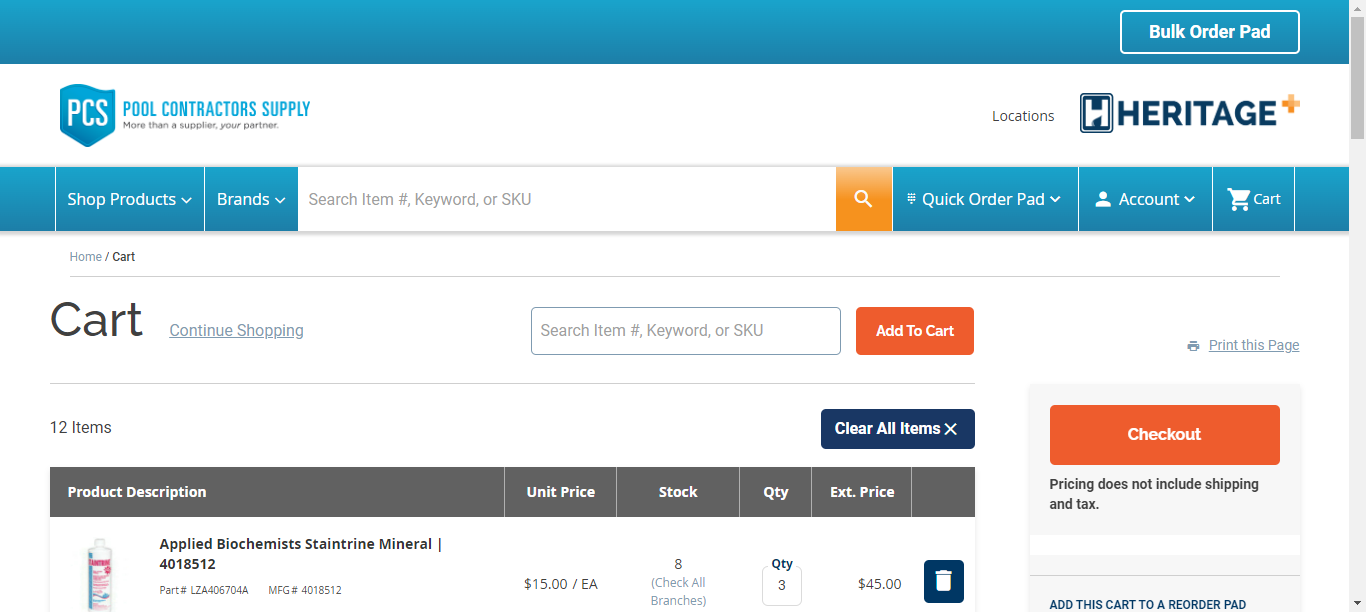 Bulk Order Pad
PCS POOL CONTRACTORS SUPPLY
More than a supplier, your partner.
Locations
HERITAGE
Shop Products
Brands
Search Item #, Keyword, or SKU
Quick Order Pad
Account
Cart
Home / Cart
Cart
Continue Shopping
Search Item #, Keyword, or SKU
Add To Cart
Print this Page
12 Items
Clear All Items
Checkout
Pricing does not include shipping
and tax.
Product Description
Unit Price
Stock
Qty
Ext. Price
Applied Biochemists Staintrine Mineral |
4018512
Part# LZA406704A
MFG# 4018512
$15.00 / EA
8
(Check All
Branches)
Qty
3
$45.00
ADD THIS CART TO A REORDER PAD